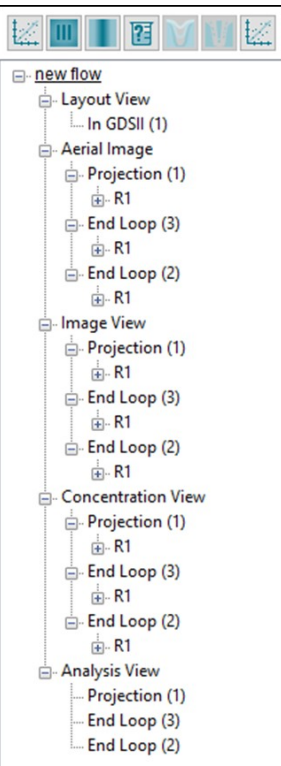 new flow
Layout View
In GDSII (1)
Aerial Image
Projection (1)
R1
End Loop (3)
R1
End Loop (2)
R1
Image View
Projection (1)
R1
End Loop (3)
R1
End Loop (2)
R1
Concentration View
Projection (1)
R1
End Loop (3)
R1
End Loop (2)
R1
Analysis View
Projection (1)
End Loop (3)
End Loop (2)